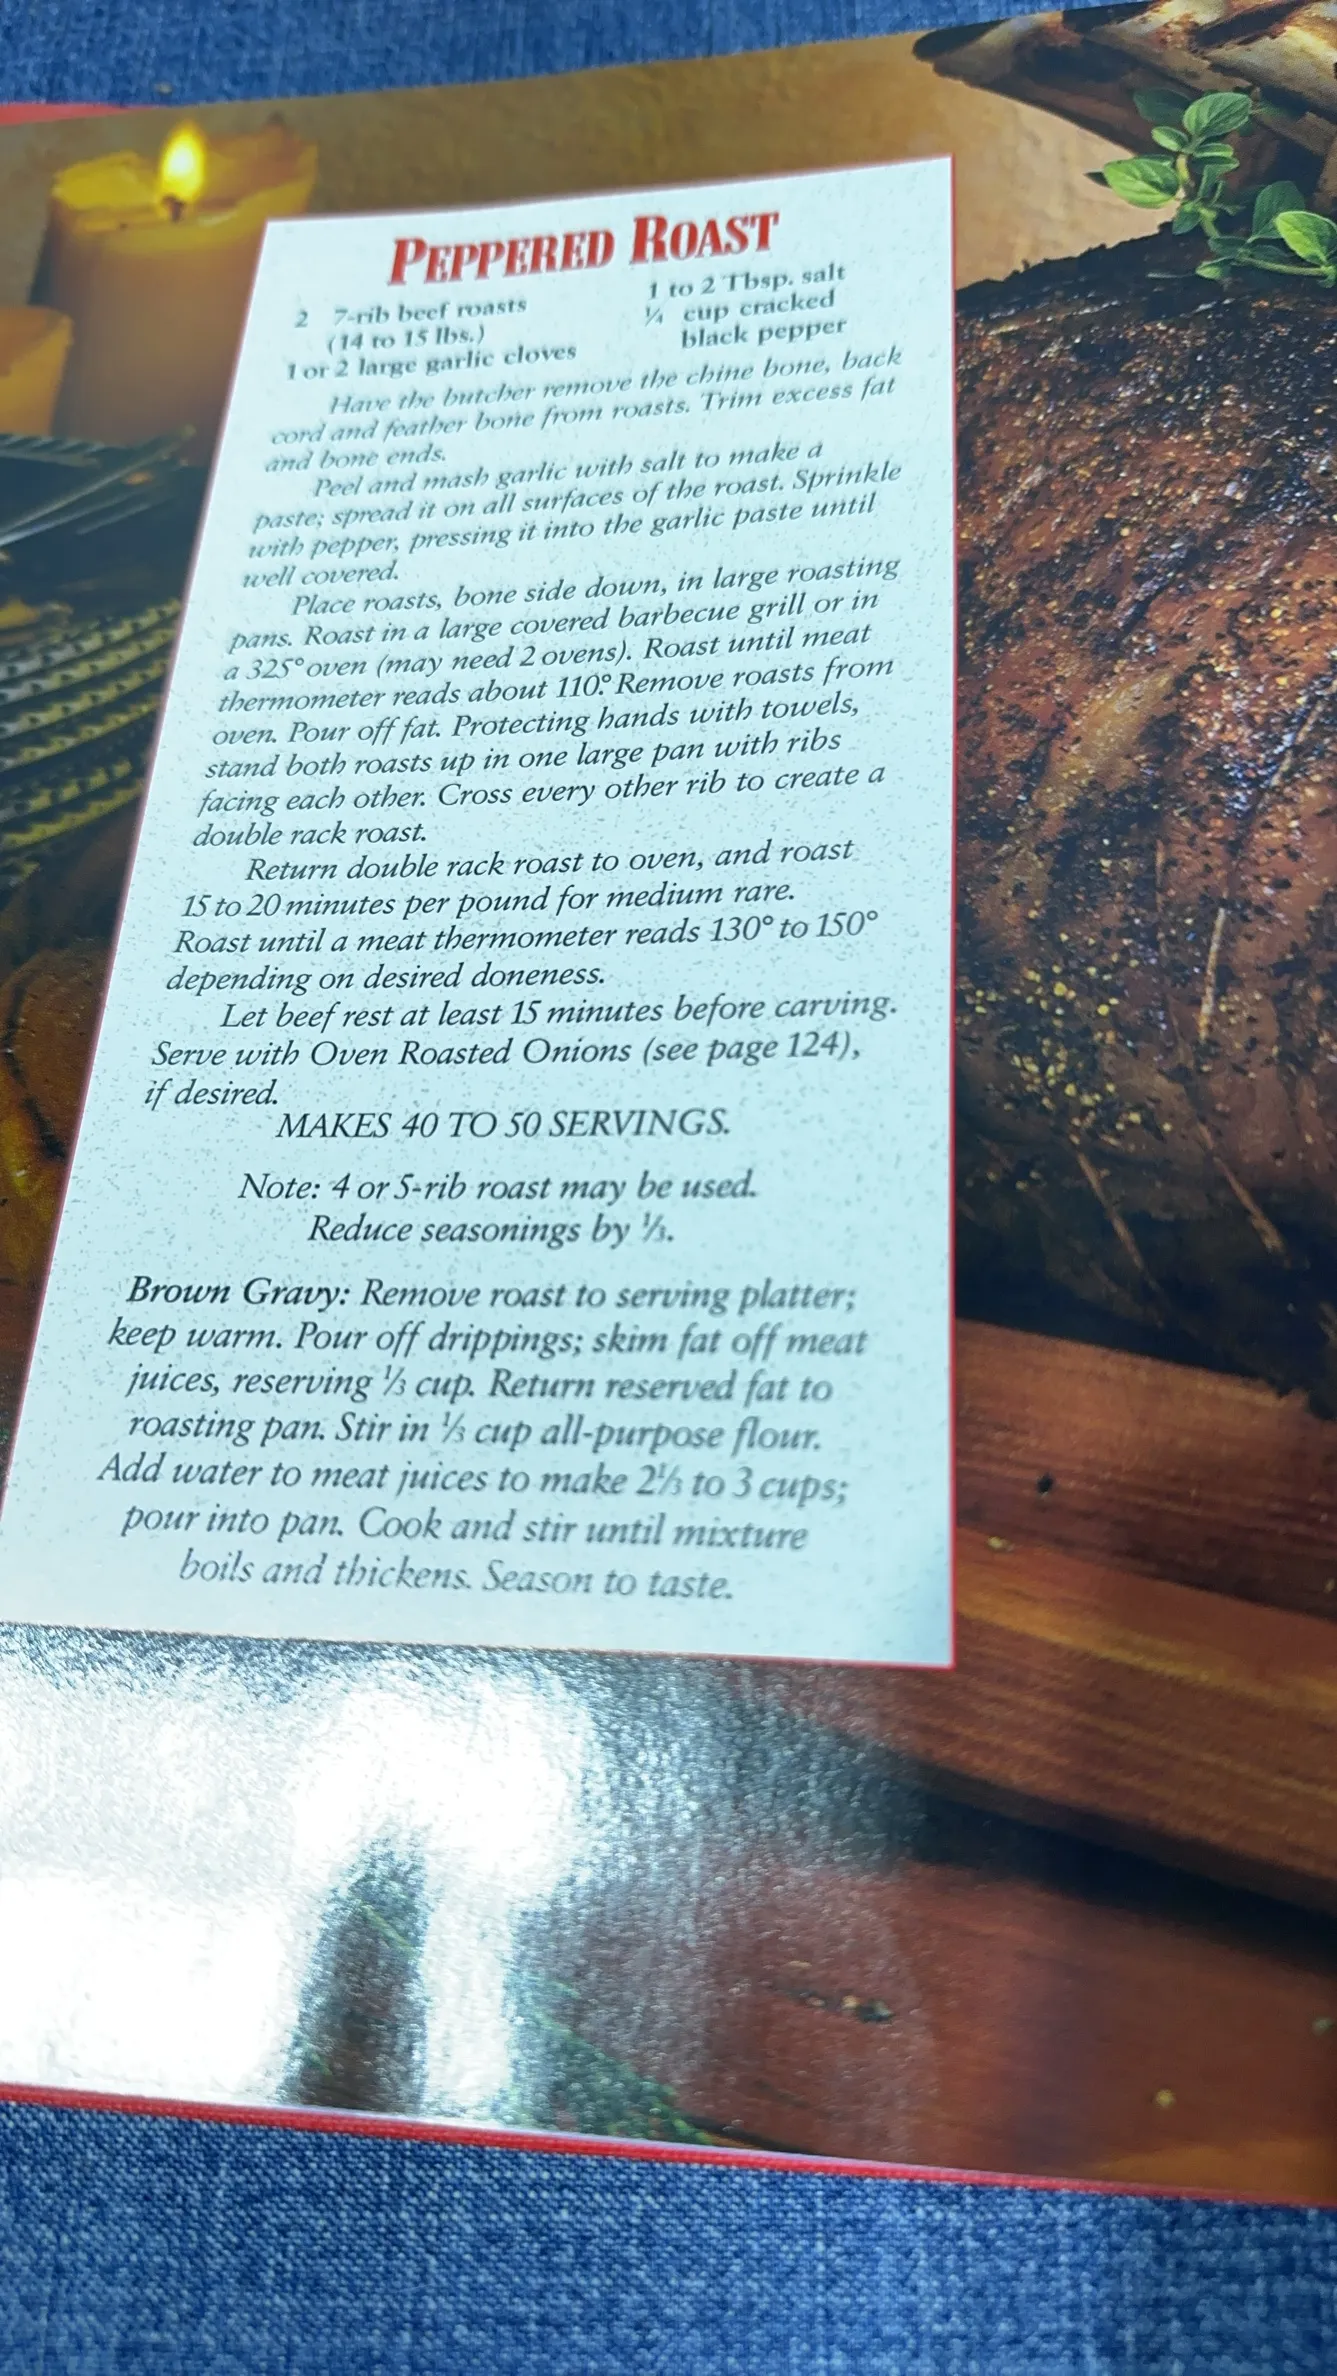 PEPPERED ROAST
2 7-rib beef roasts
(14 to 15 lbs.)
1 or 2 large garlic cloves
1 to 2 Tbsp. salt
¼ cup cracked
black pepper
Have the butcher remove the chine bone, back
cord and feather bone from roasts. Trim excess fat
and bone ends.
Peel and mash garlic with salt to make a
paste; spread it on all surfaces of the roast. Sprinkle
with pepper, pressing it into the garlic paste until
well covered.
Place roasts, bone side down, in large roasting
pans. Roast in a large covered barbecue grill or in
a 325° oven (may need 2 ovens). Roast until meat
thermometer reads about 110°. Remove roasts from
oven. Pour off fat. Protecting hands with towels,
stand both roasts up in one large pan with ribs
facing each other. Cross every other rib to create a
double rack roast.
Return double rack roast to oven, and roast
15 to 20 minutes per pound for medium rare.
Roast until a meat thermometer reads 130° to 150°
depending on desired doneness.
Let beef rest at least 15 minutes before carving.
Serve with Oven Roasted Onions (see page 124),
if desired.
MAKES 40 TO 50 SERVINGS.
Note: 4 or 5-rib roast may be used.
Reduce seasonings by ⅓.
Brown Gravy: Remove roast to serving platter;
keep warm. Pour off drippings; skim fat off meat
juices, reserving ⅓ cup. Return reserved fat to
roasting pan. Stir in ⅓ cup all-purpose flour.
Add water to meat juices to make 2⅓ to 3 cups;
pour into pan. Cook and stir until mixture
boils and thickens. Season to taste.